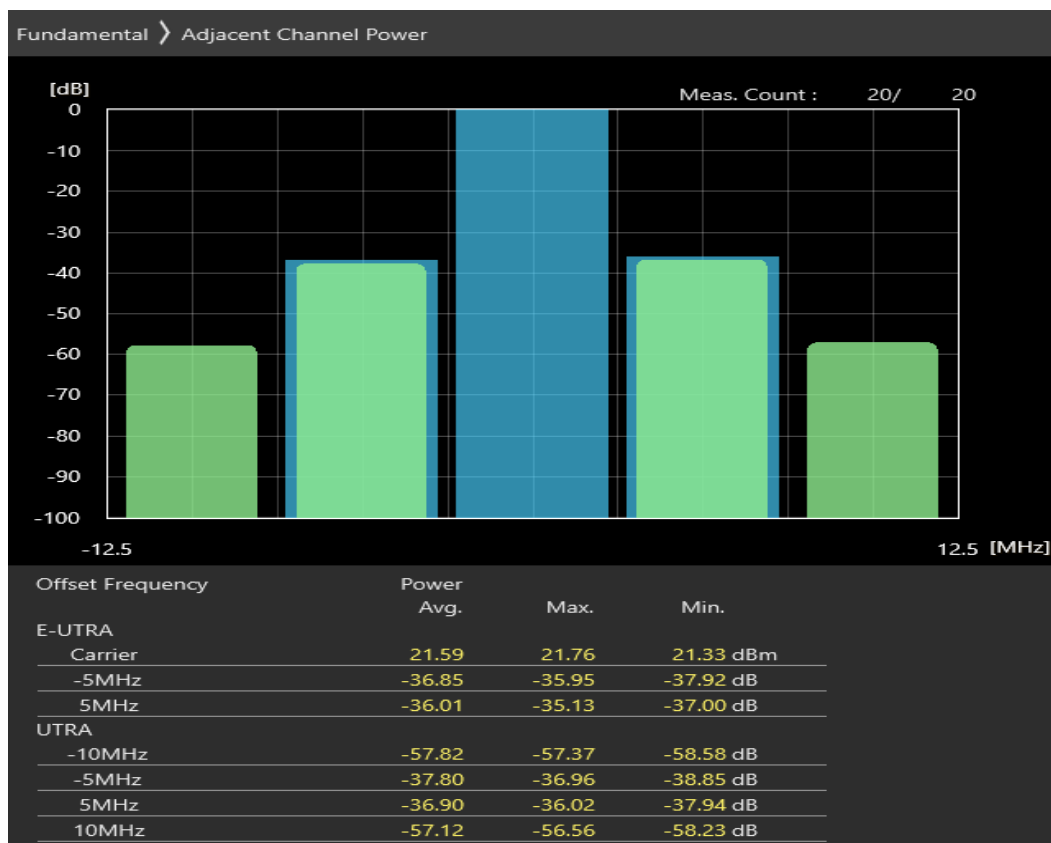 Fundamental 〉 Adjacent Channel Power
[dB]
Meas. Count : 20/ 20
0
-10
-20
-30
-40
-50
-60
-70
-80
-90
-100
-12.5 12.5 [MHz]
Offset Frequency Power
Avg. Max. Min.
E-UTRA
Carrier 21.59 21.76 21.33 dBm
-5MHz -36.85 -35.95 -37.92 dB
5MHz -36.01 -35.13 -37.00 dB
UTRA
-10MHz -57.82 -57.37 -58.58 dB
-5MHz -37.80 -36.96 -38.85 dB
5MHz -36.90 -36.02 -37.94 dB
10MHz -57.12 -56.56 -58.23 dB